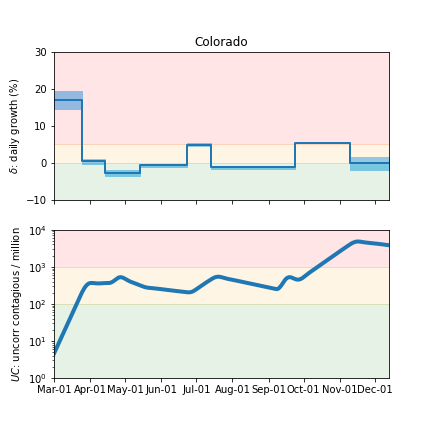 Colorado
δ: daily growth (%)
30
20
10
0
−10
UC: uncorr contagious / million
10⁴
10³
10²
10¹
10⁰
Mar-01 Apr-01 May-01 Jun-01 Jul-01 Aug-01 Sep-01 Oct-01 Nov-01 Dec-01